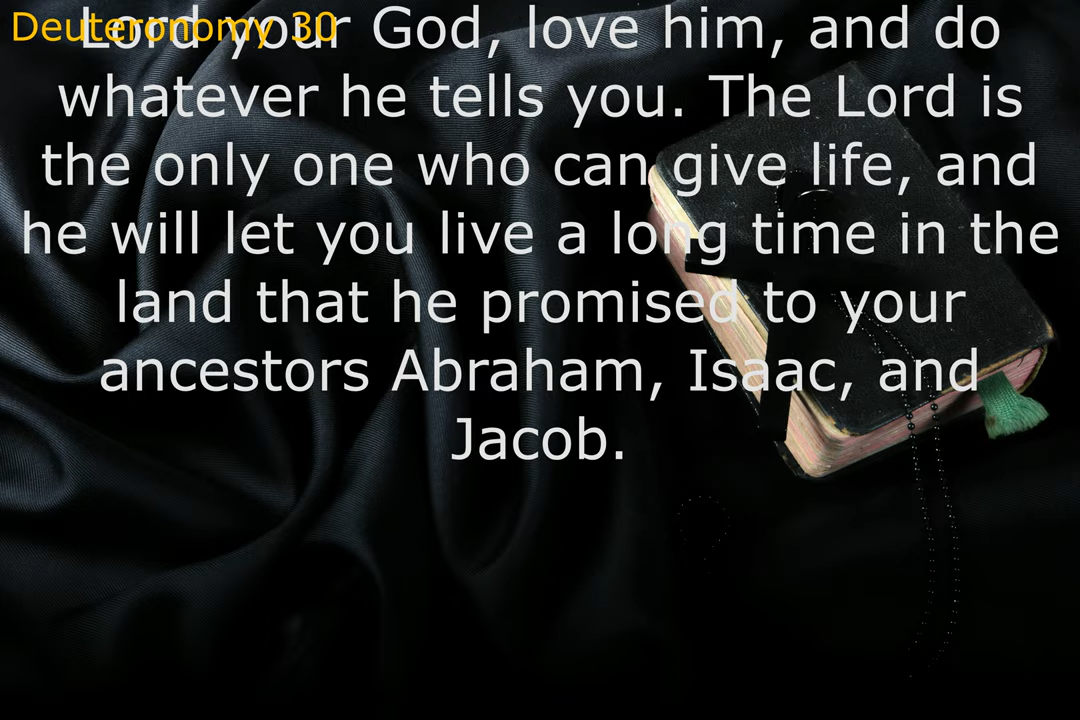 Deuteronomy 30
Lord your God, love him, and do
whatever he tells you. The Lord is
the only one who can give life, and
he will let you live a long time in the
land that he promised to your
ancestors Abraham, Isaac, and
Jacob.